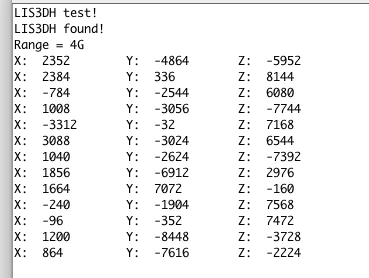 LIS3DH test!
LIS3DH found!
Range = 4G
X:  2352  Y:  -4864  Z:  -5952
X:  2384  Y:  336  Z:  8144
X:  -784  Y:  -2544  Z:  6080
X:  1008  Y:  -3056  Z:  -7744
X:  -3312  Y:  -32  Z:  7168
X:  3088  Y:  -3024  Z:  6544
X:  1040  Y:  -2624  Z:  -7392
X:  1856  Y:  -6912  Z:  2976
X:  1664  Y:  7072  Z:  -160
X:  -240  Y:  -1904  Z:  7568
X:  -96  Y:  -352  Z:  7472
X:  1200  Y:  -8448  Z:  -3728
X:  864  Y:  -7616  Z:  -2224